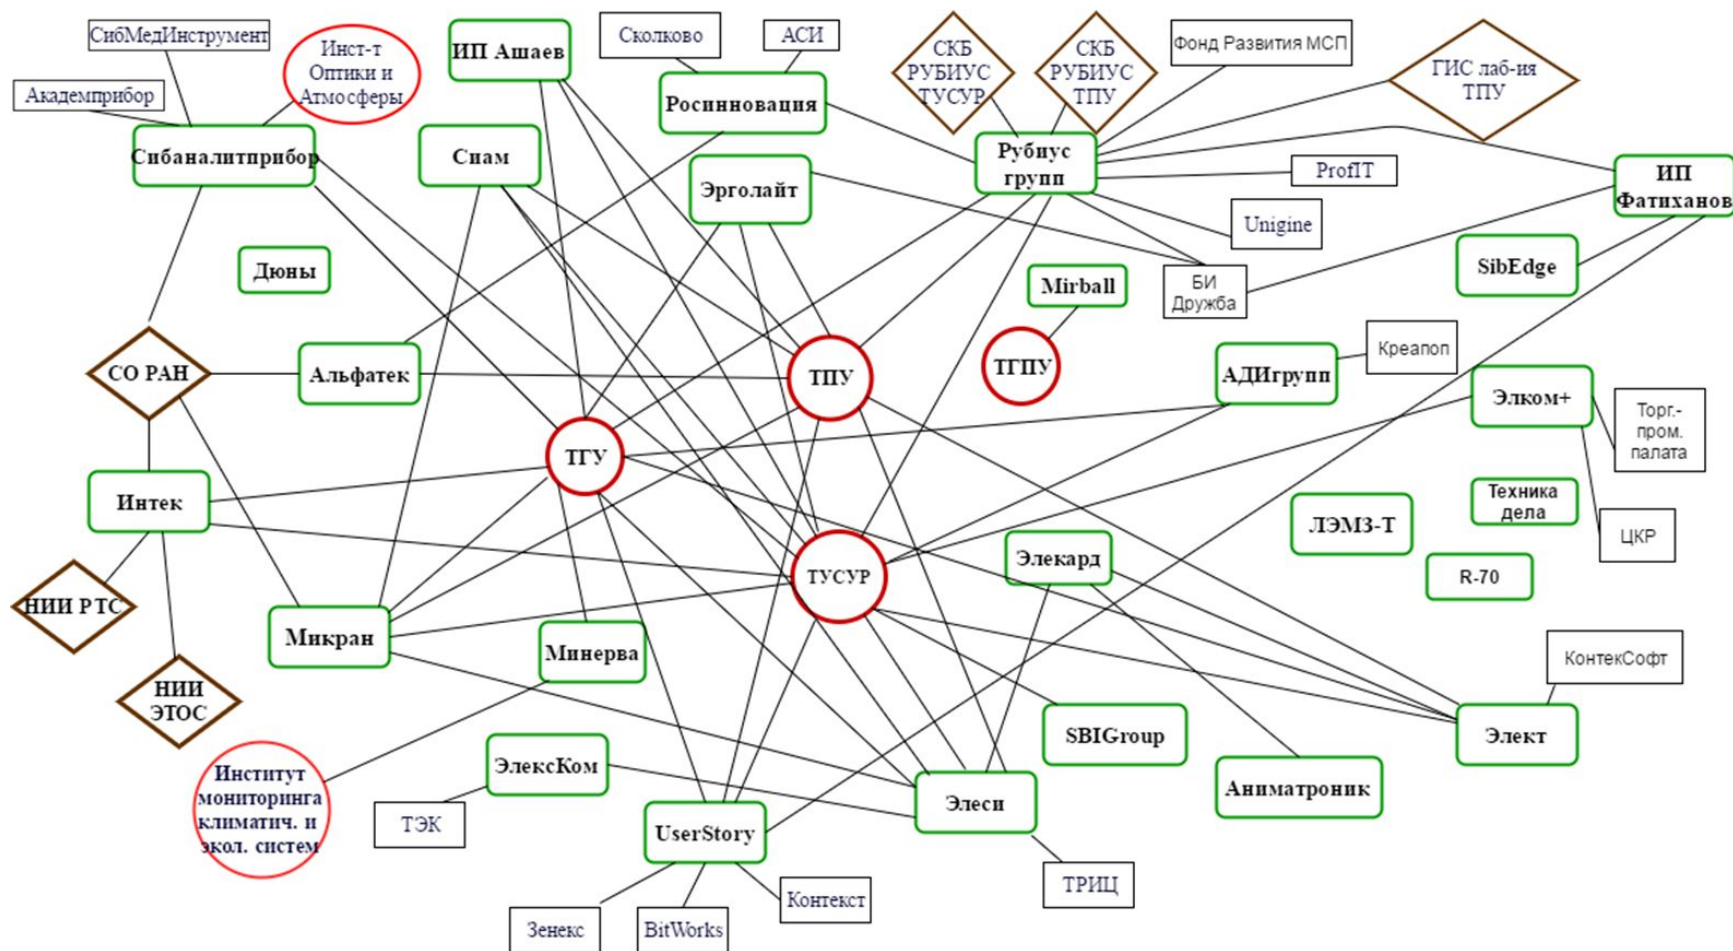 СибМедИнструмент
Академприбор
Инст-т
Оптики и
Атмосферы
ИП Ашаев
Сколково
АСИ
Росинновация
СКБ
РУБИУС
ТУСУР
СКБ
РУБИУС
ТПУ
Фонд Развития МСП
ГИС лаб-ия
ТПУ
Сибаналитприбор
Сиам
Эрголайт
Рубиус
групп
ProfIT
ИП
Фатиханов
Unigine
Дюны
Mirball
БИ
Дружба
SibEdge
СО РАН
Альфатек
ТПУ
ТГПУ
АДИгрупп
Креапоп
Элком+
Торг.-
пром.
палата
ТГУ
Интек
ЛЭМЗ-Т
Техника
дела
ЦКР
НИИ РТС
ТУСУР
Элекард
R-70
Микран
Минерва
КонтекСофт
НИИ
ЭТОС
SBIGroup
Элект
Институт
мониторинга
климатич. и
экол. систем
ЭлексКом
ТЭК
UserStory
Элеси
Аниматроник
ТРИЦ
Зенекс
BitWorks
Контекст